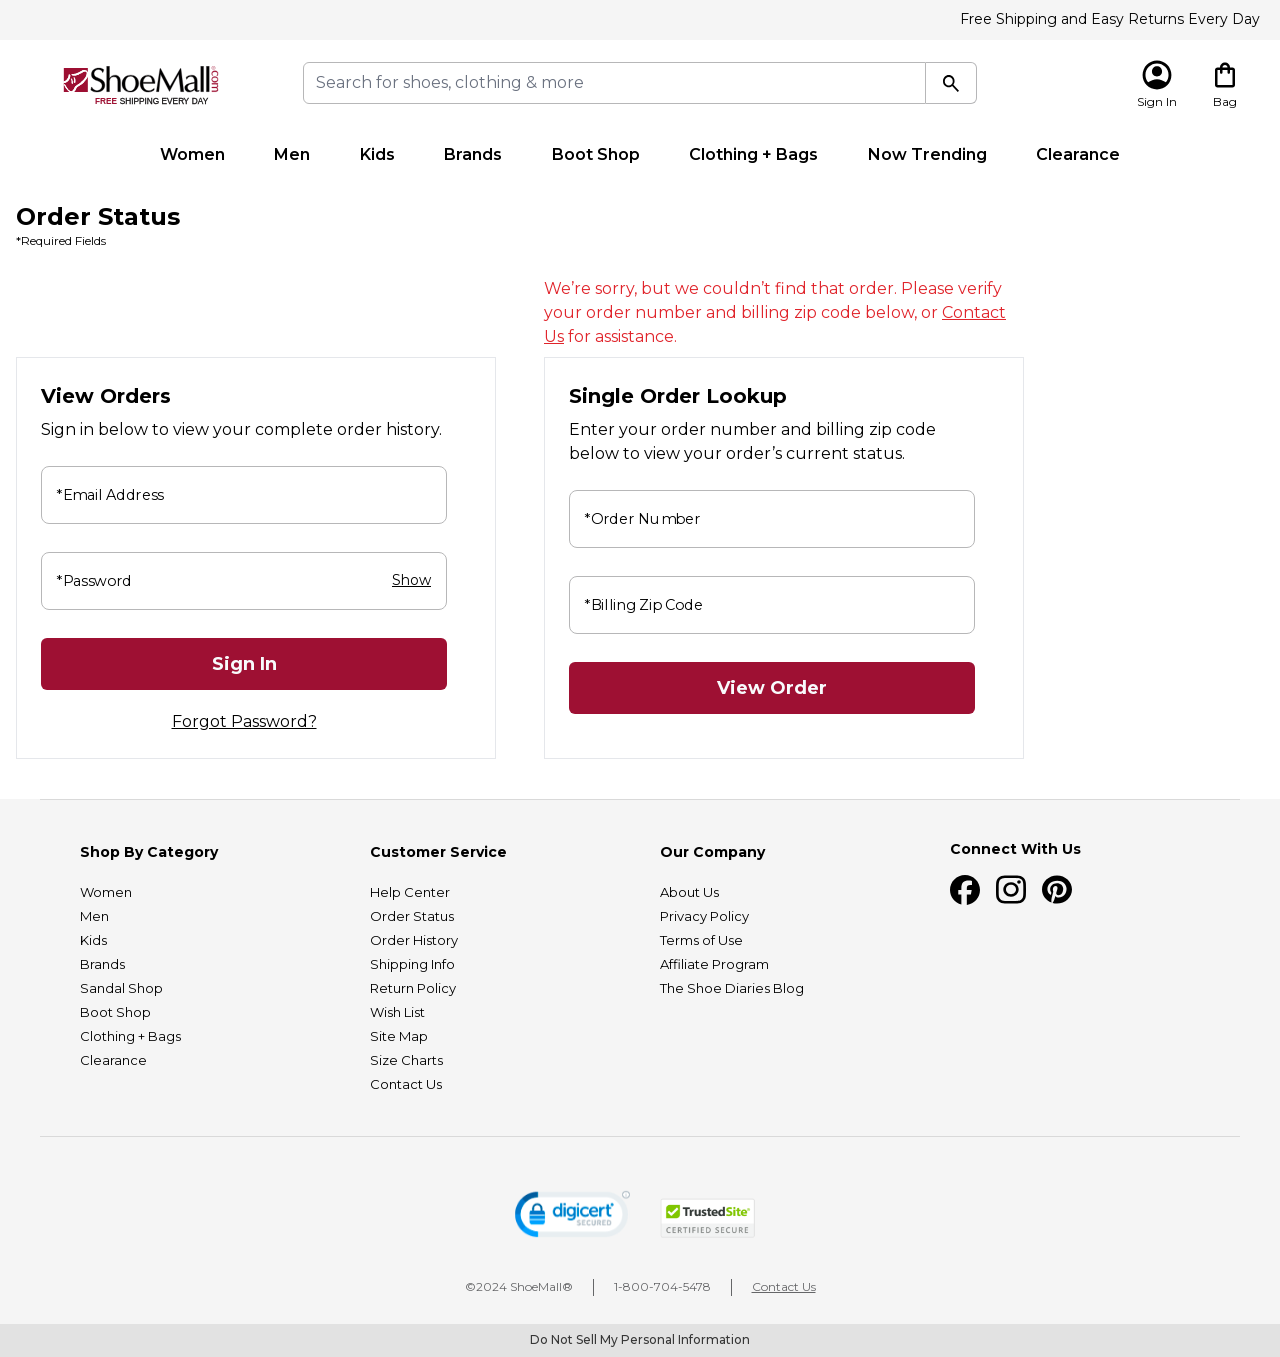 Free Shipping and Easy Returns Every Day
ShoeMall®.com
FREE SHIPPING EVERY DAY
Search for shoes, clothing & more
Sign In
Bag
Women Men Kids Brands Boot Shop Clothing + Bags Now Trending Clearance
Order Status
*Required Fields
We’re sorry, but we couldn’t find that order. Please verify
your order number and billing zip code below, or Contact
Us for assistance.
View Orders
Sign in below to view your complete order history.
*Email Address
*Password
Show
Sign In
Forgot Password?
Single Order Lookup
Enter your order number and billing zip code
below to view your order’s current status.
*Order Number
*Billing Zip Code
View Order
Shop By Category
Women
Men
Kids
Brands
Sandal Shop
Boot Shop
Clothing + Bags
Clearance
Customer Service
Help Center
Order Status
Order History
Shipping Info
Return Policy
Wish List
Site Map
Size Charts
Contact Us
Our Company
About Us
Privacy Policy
Terms of Use
Affiliate Program
The Shoe Diaries Blog
Connect With Us
digicert
SECURED
TrustedSite
CERTIFIED SECURE
©2024 ShoeMall®
1-800-704-5478
Contact Us
Do Not Sell My Personal Information